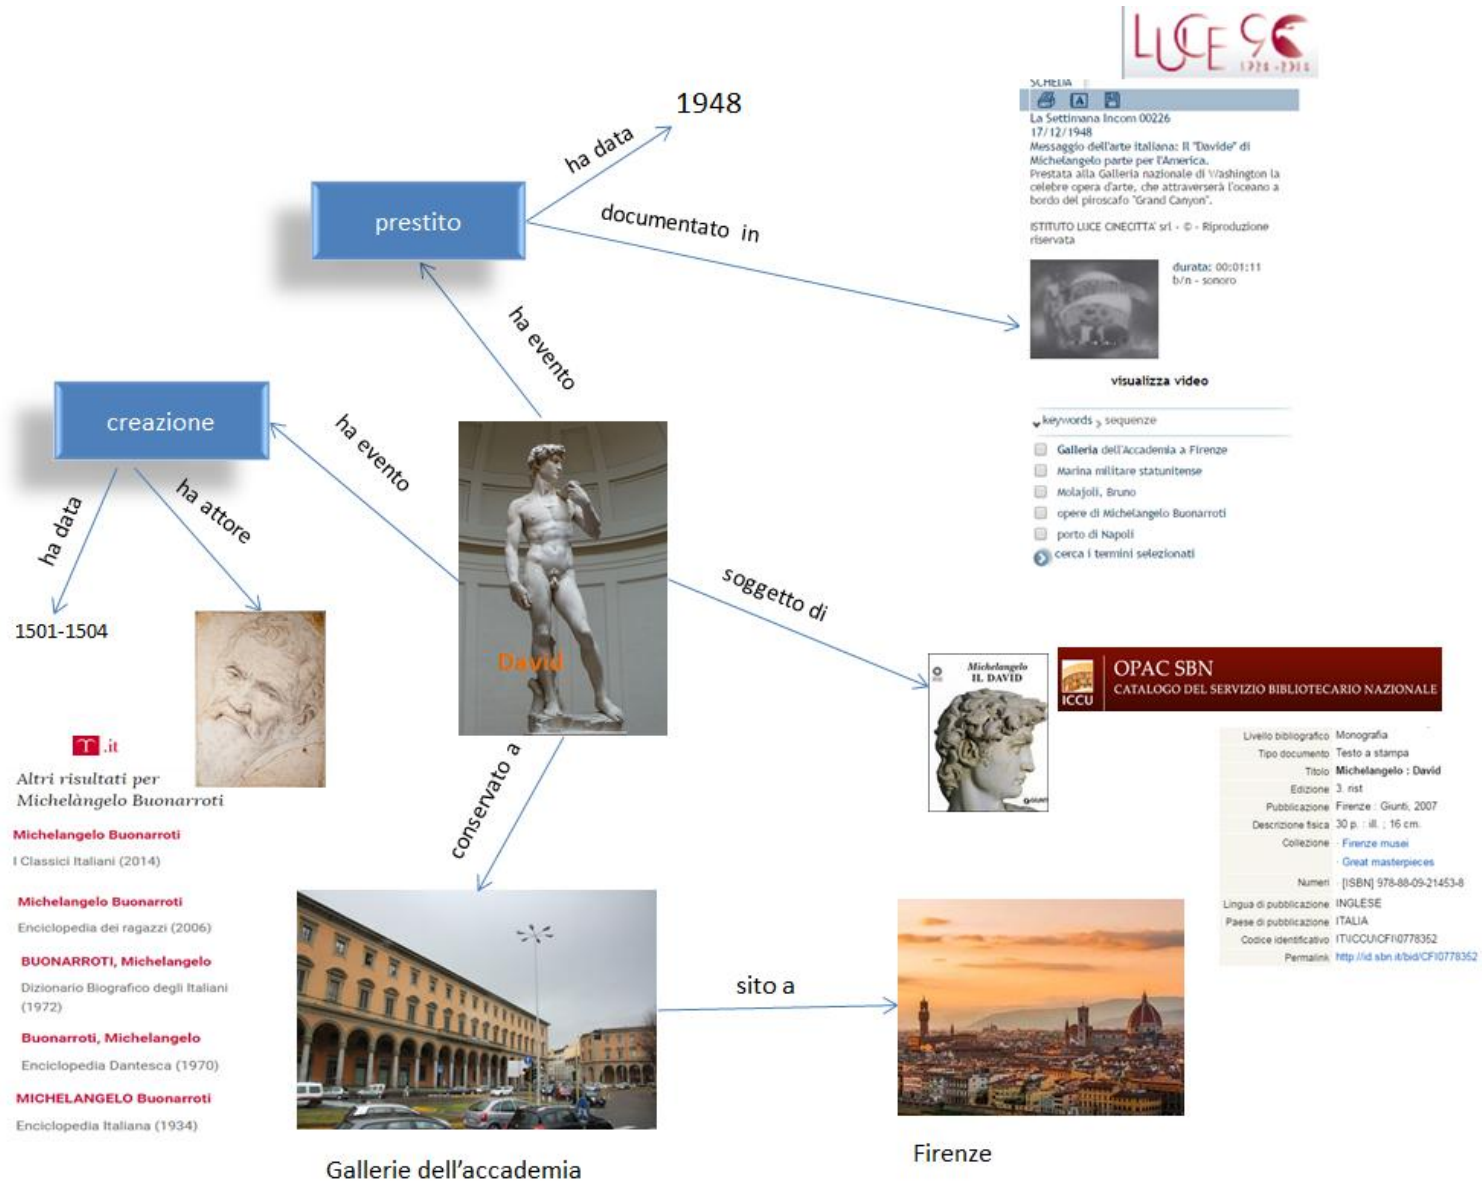 LUCE 9
1924 - 2014
SCHEDA
La Settimana Incom 00226
17/12/1948
Messaggio dell'arte italiana: Il "Davide" di
Michelangelo parte per l'America.
Prestata alla Galleria nazionale di Washington la
celebre opera d'arte, che attraverserà l'oceano a
bordo del piroscafo "Grand Canyon".
ISTITUTO LUCE CINECITTA' srl - © - Riproduzione
riservata
durata: 00:01:11
b/n - sonoro
visualizza video
keywords sequenze
Galleria dell'Accademia a Firenze
Marina militare statunitense
Molajoli, Bruno
opere di Michelangelo Buonarroti
porto di Napoli
cerca i termini selezionati
1948
ha data
prestito
documentato in
ha evento
creazione
ha evento
ha data
ha attore
1501-1504
David
soggetto di
Michelangelo
IL DAVID
GIUNTI
ICCU
OPAC SBN
CATALOGO DEL SERVIZIO BIBLIOTECARIO NAZIONALE
Livello bibliografico Monografia
Tipo documento Testo a stampa
Titolo Michelangelo : David
Edizione 3. rist
Pubblicazione Firenze : Giunti, 2007
Descrizione fisica 30 p. : ill. ; 16 cm.
Collezione · Firenze musei
· Great masterpieces
Numeri · [ISBN] 978-88-09-21453-8
Lingua di pubblicazione INGLESE
Paese di pubblicazione ITALIA
Codice identificativo IT\ICCU\CFI\0778352
Permalink http://id.sbn.it/bid/CFI0778352
T .it
Altri risultati per
Michelàngelo Buonarroti
Michelangelo Buonarroti
I Classici Italiani (2014)
Michelangelo Buonarroti
Enciclopedia dei ragazzi (2006)
BUONARROTI, Michelangelo
Dizionario Biografico degli Italiani
(1972)
Buonarroti, Michelangelo
Enciclopedia Dantesca (1970)
MICHELANGELO Buonarroti
Enciclopedia Italiana (1934)
conservato a
Gallerie dell'accademia
sito a
Firenze